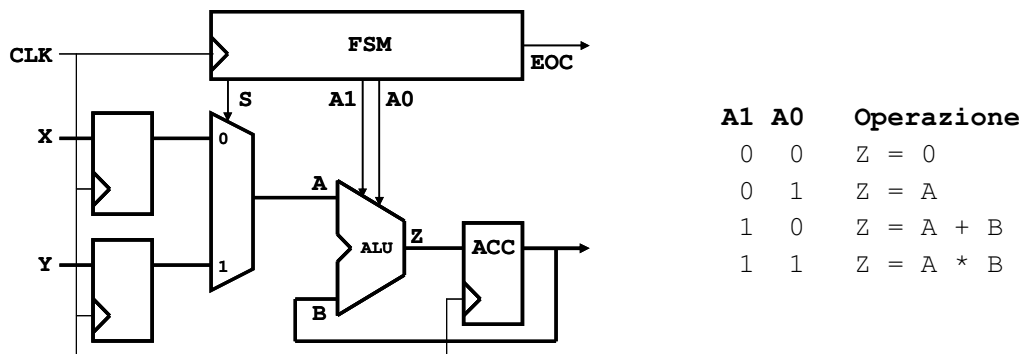 FSM
CLK
EOC
S
A1 A0
X
0
A
Z
ALU
ACC
Y
1
B
A1 A0 Operazione
0 0 Z = 0
0 1 Z = A
1 0 Z = A + B
1 1 Z = A * B